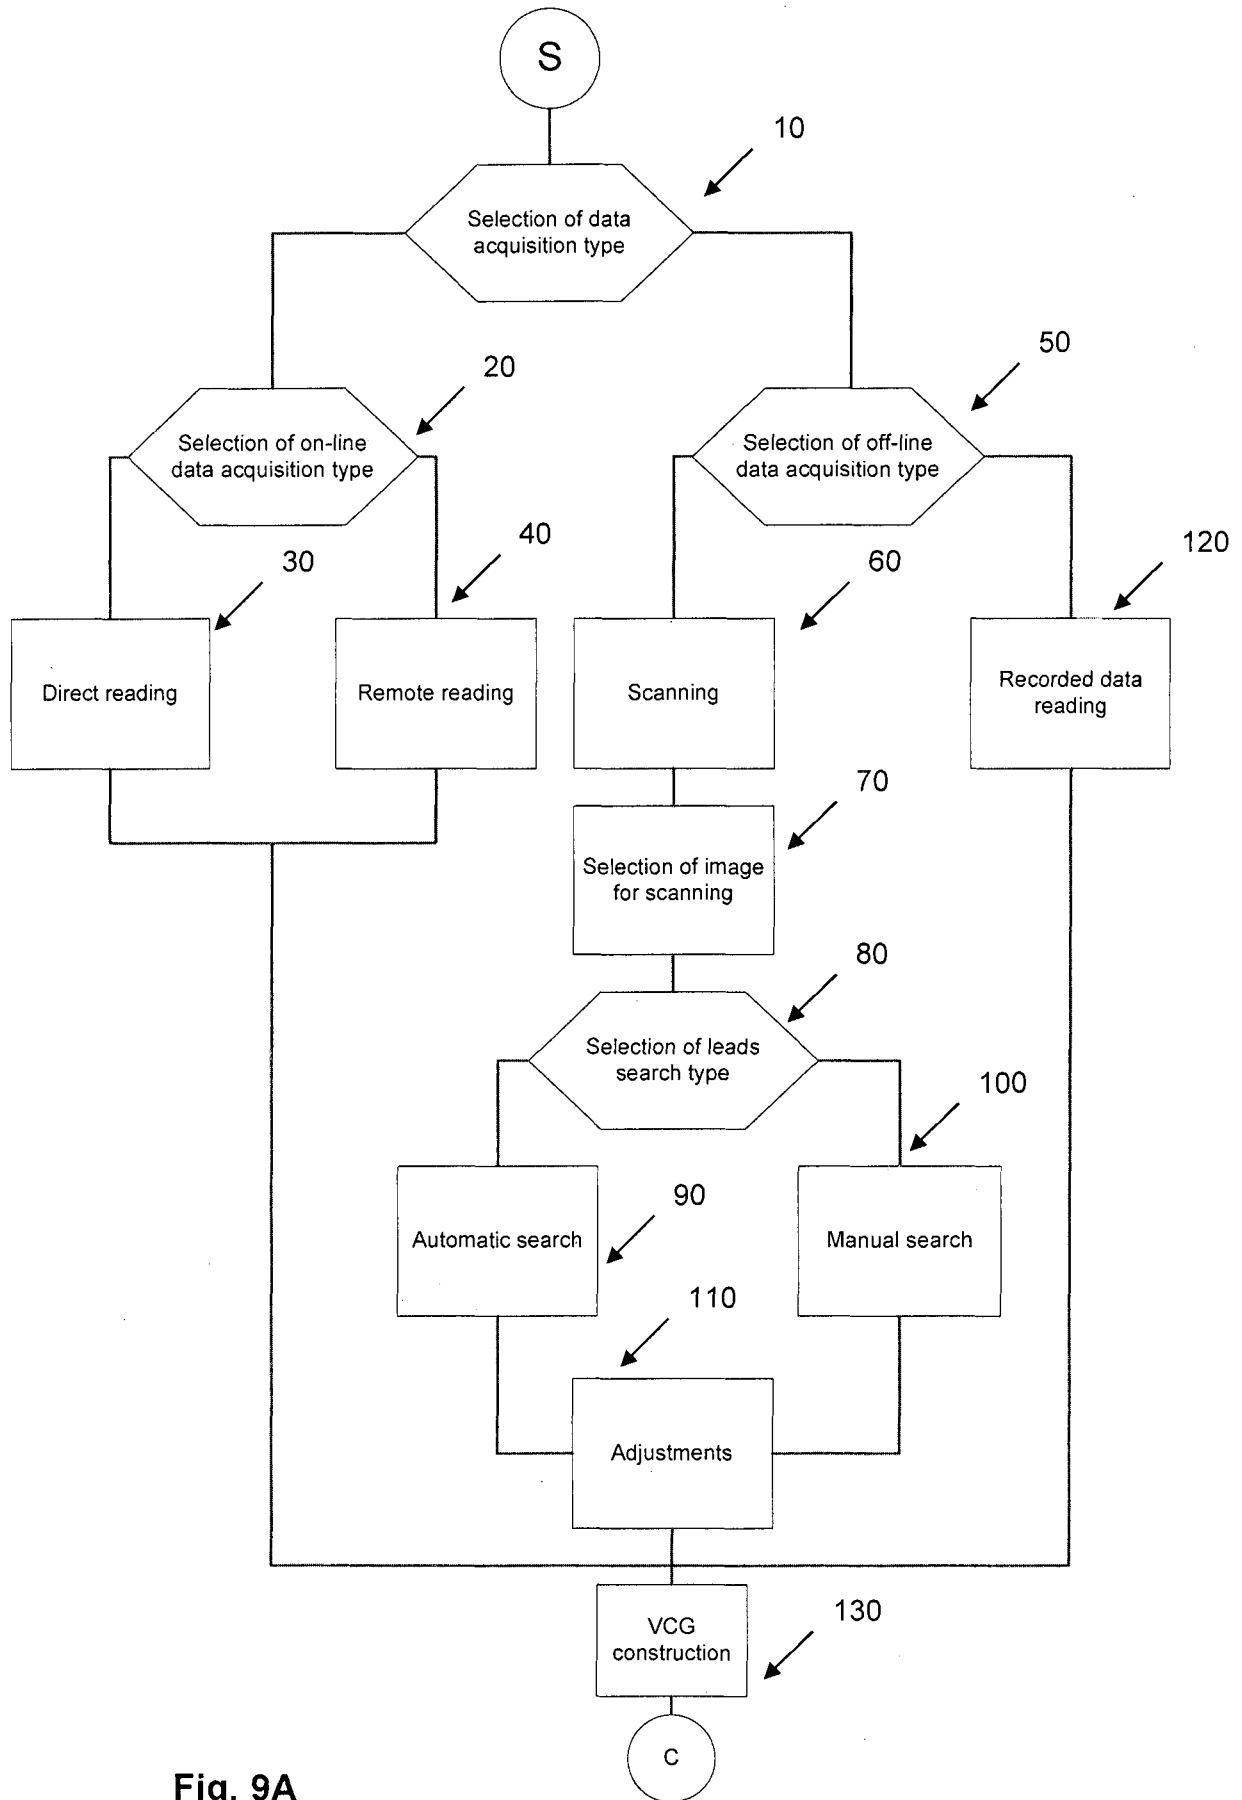 S
10
Selection of data
acquisition type
20
Selection of on-line
data acquisition type
50
Selection of off-line
data acquisition type
30
Direct reading
40
Remote reading
60
Scanning
120
Recorded data
reading
70
Selection of image
for scanning
80
Selection of leads
search type
90
Automatic search
100
Manual search
110
Adjustments
130
VCG
construction
C
Fig. 9A